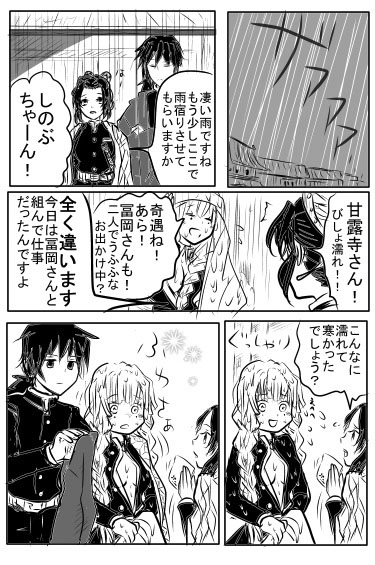 ザアアア
凄い雨ですね
もう少しここで
雨宿りさせて
もらいますか
はい
しのぶ
ちゃーん！
甘露寺さん！
びしょ濡れ！！
奇遇ね！
あら！
冨岡さんも！
二人でうふふな
お出かけ中？
全く違います
今日は冨岡さんと
組んで仕事
だったんですよ
こんなに
濡れて
寒かった
でしょう？
ぐっしょり